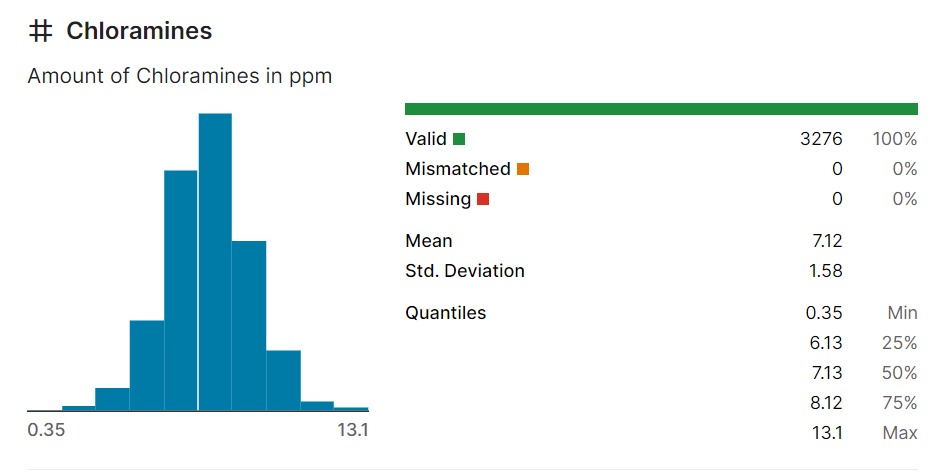 Chloramines
Amount of Chloramines in ppm
0.35 13.1
Valid 3276 100%
Mismatched 0 0%
Missing 0 0%
Mean 7.12
Std. Deviation 1.58
Quantiles 0.35 Min
6.13 25%
7.13 50%
8.12 75%
13.1 Max